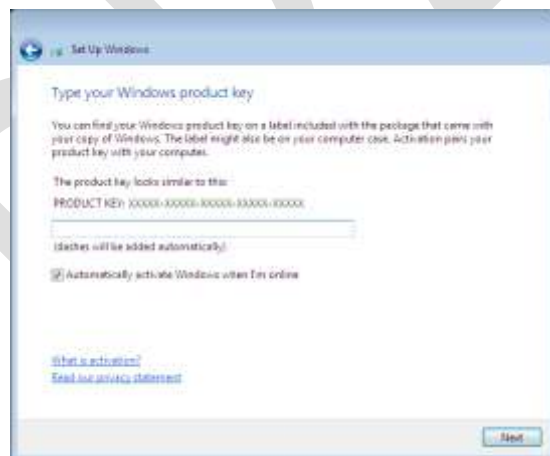 Set Up Windows
Type your Windows product key
You can find your Windows product key on a label included with the package that came with
your copy of Windows. The label might also be on your computer case. Activation pairs your
product key with your computer.
The product key looks similar to this:
PRODUCT KEY: XXXXX-XXXXX-XXXXX-XXXXX-XXXXX
(dashes will be added automatically)
Automatically activate Windows when I'm online
What is activation?
Read our privacy statement
Next